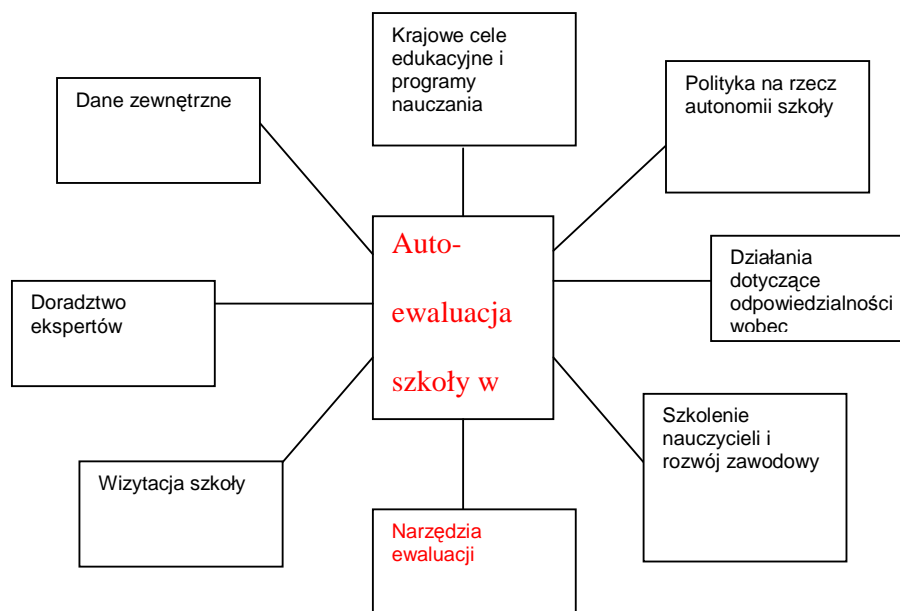 Krajowe cele
edukacyjne i
programy
nauczania
Dane zewnętrzne
Polityka na rzecz
autonomii szkoły
Auto-
ewaluacja
szkoły w
Działania
dotyczące
odpowiedzialności
wobec
Doradztwo
ekspertów
Szkolenie
nauczycieli i
rozwój zawodowy
Wizytacja szkoły
Narzędzia
ewaluacji